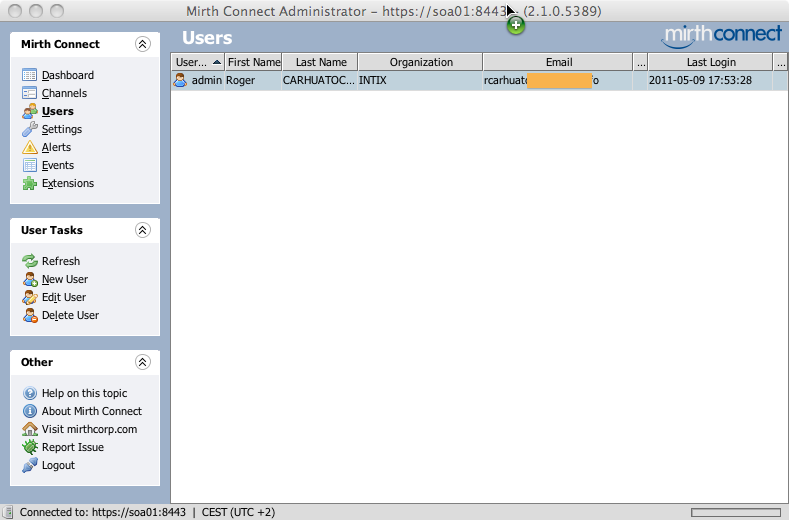 Mirth Connect Administrator – https://soa01:8443 – (2.1.0.5389)
Mirth Connect
Dashboard
Channels
Users
Settings
Alerts
Events
Extensions
User Tasks
Refresh
New User
Edit User
Delete User
Other
Help on this topic
About Mirth Connect
Visit mirthcorp.com
Report Issue
Logout
Users
mirth connect
User... First Name Last Name Organization Email ... Last Login ...
admin Roger CARHUATOC... INTIX rcarhuat 2011-05-09 17:53:28
Connected to: https://soa01:8443 | CEST (UTC +2)